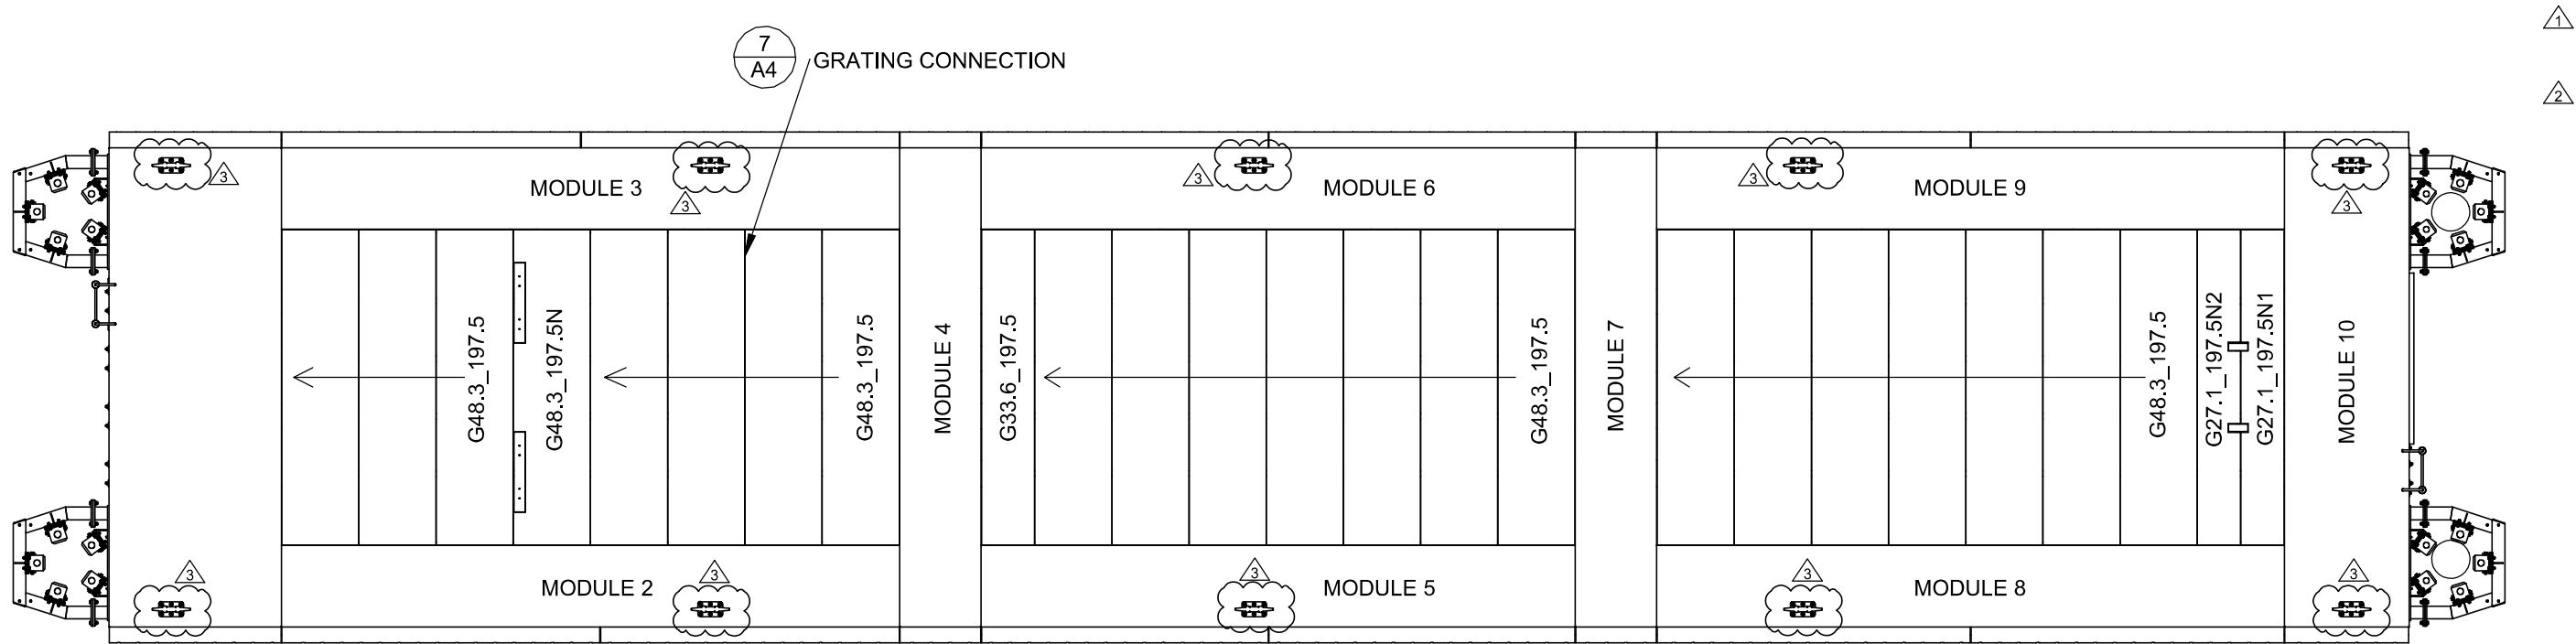 1
7
A4
GRATING CONNECTION
2
3
3
3
3
3
MODULE 3
MODULE 6
MODULE 9
G48.3_197.5
G48.3_197.5N
G48.3_197.5
MODULE 4
G33.6_197.5
G48.3_197.5
MODULE 7
G48.3_197.5
G27.1_197.5N2
G27.1_197.5N1
MODULE 10
3
3
3
3
3
MODULE 2
MODULE 5
MODULE 8